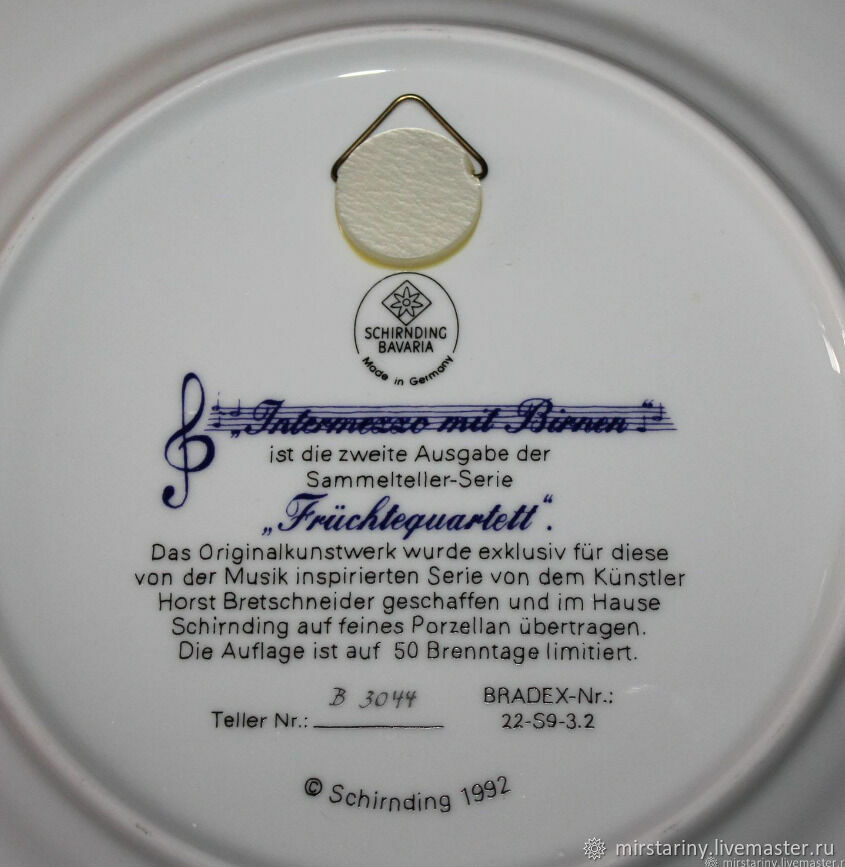 SCHIRNDING
BAVARIA
Made in Germany
„Intermezzo mit Birnen“
ist die zweite Ausgabe der
Sammelteller-Serie
„Früchtequartett“.
Das Originalkunstwerk wurde exklusiv für diese
von der Musik inspirierten Serie von dem Künstler
Horst Bretschneider geschaffen und im Hause
Schirnding auf feines Porzellan übertragen.
Die Auflage ist auf 50 Brenntage limitiert.
Teller Nr.: B 3044
BRADEX-Nr.:
22-S9-3.2
© Schirnding 1992
mirstariny.livemaster.ru
mirstariny.livemaster.r